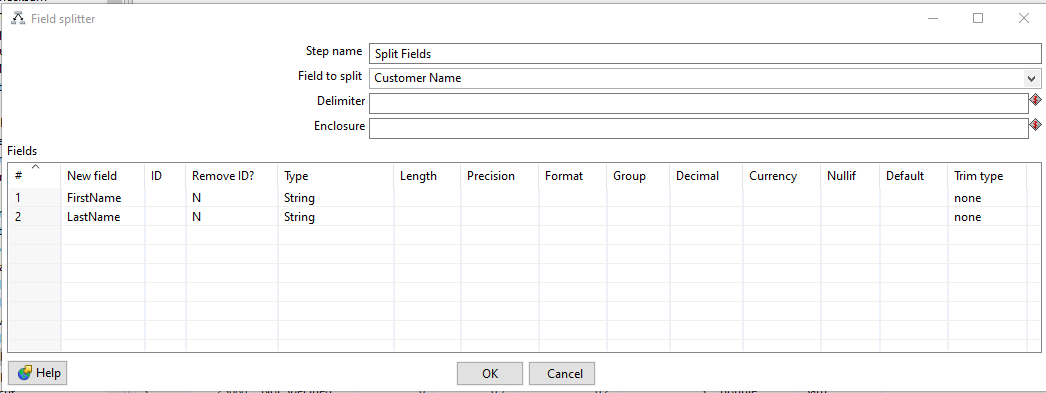 Field splitter
Step name Split Fields
Field to split Customer Name
Delimiter
Enclosure
Fields
# New field ID Remove ID? Type Length Precision Format Group Decimal Currency Nullif Default Trim type
1 FirstName N String none
2 LastName N String none
Help OK Cancel